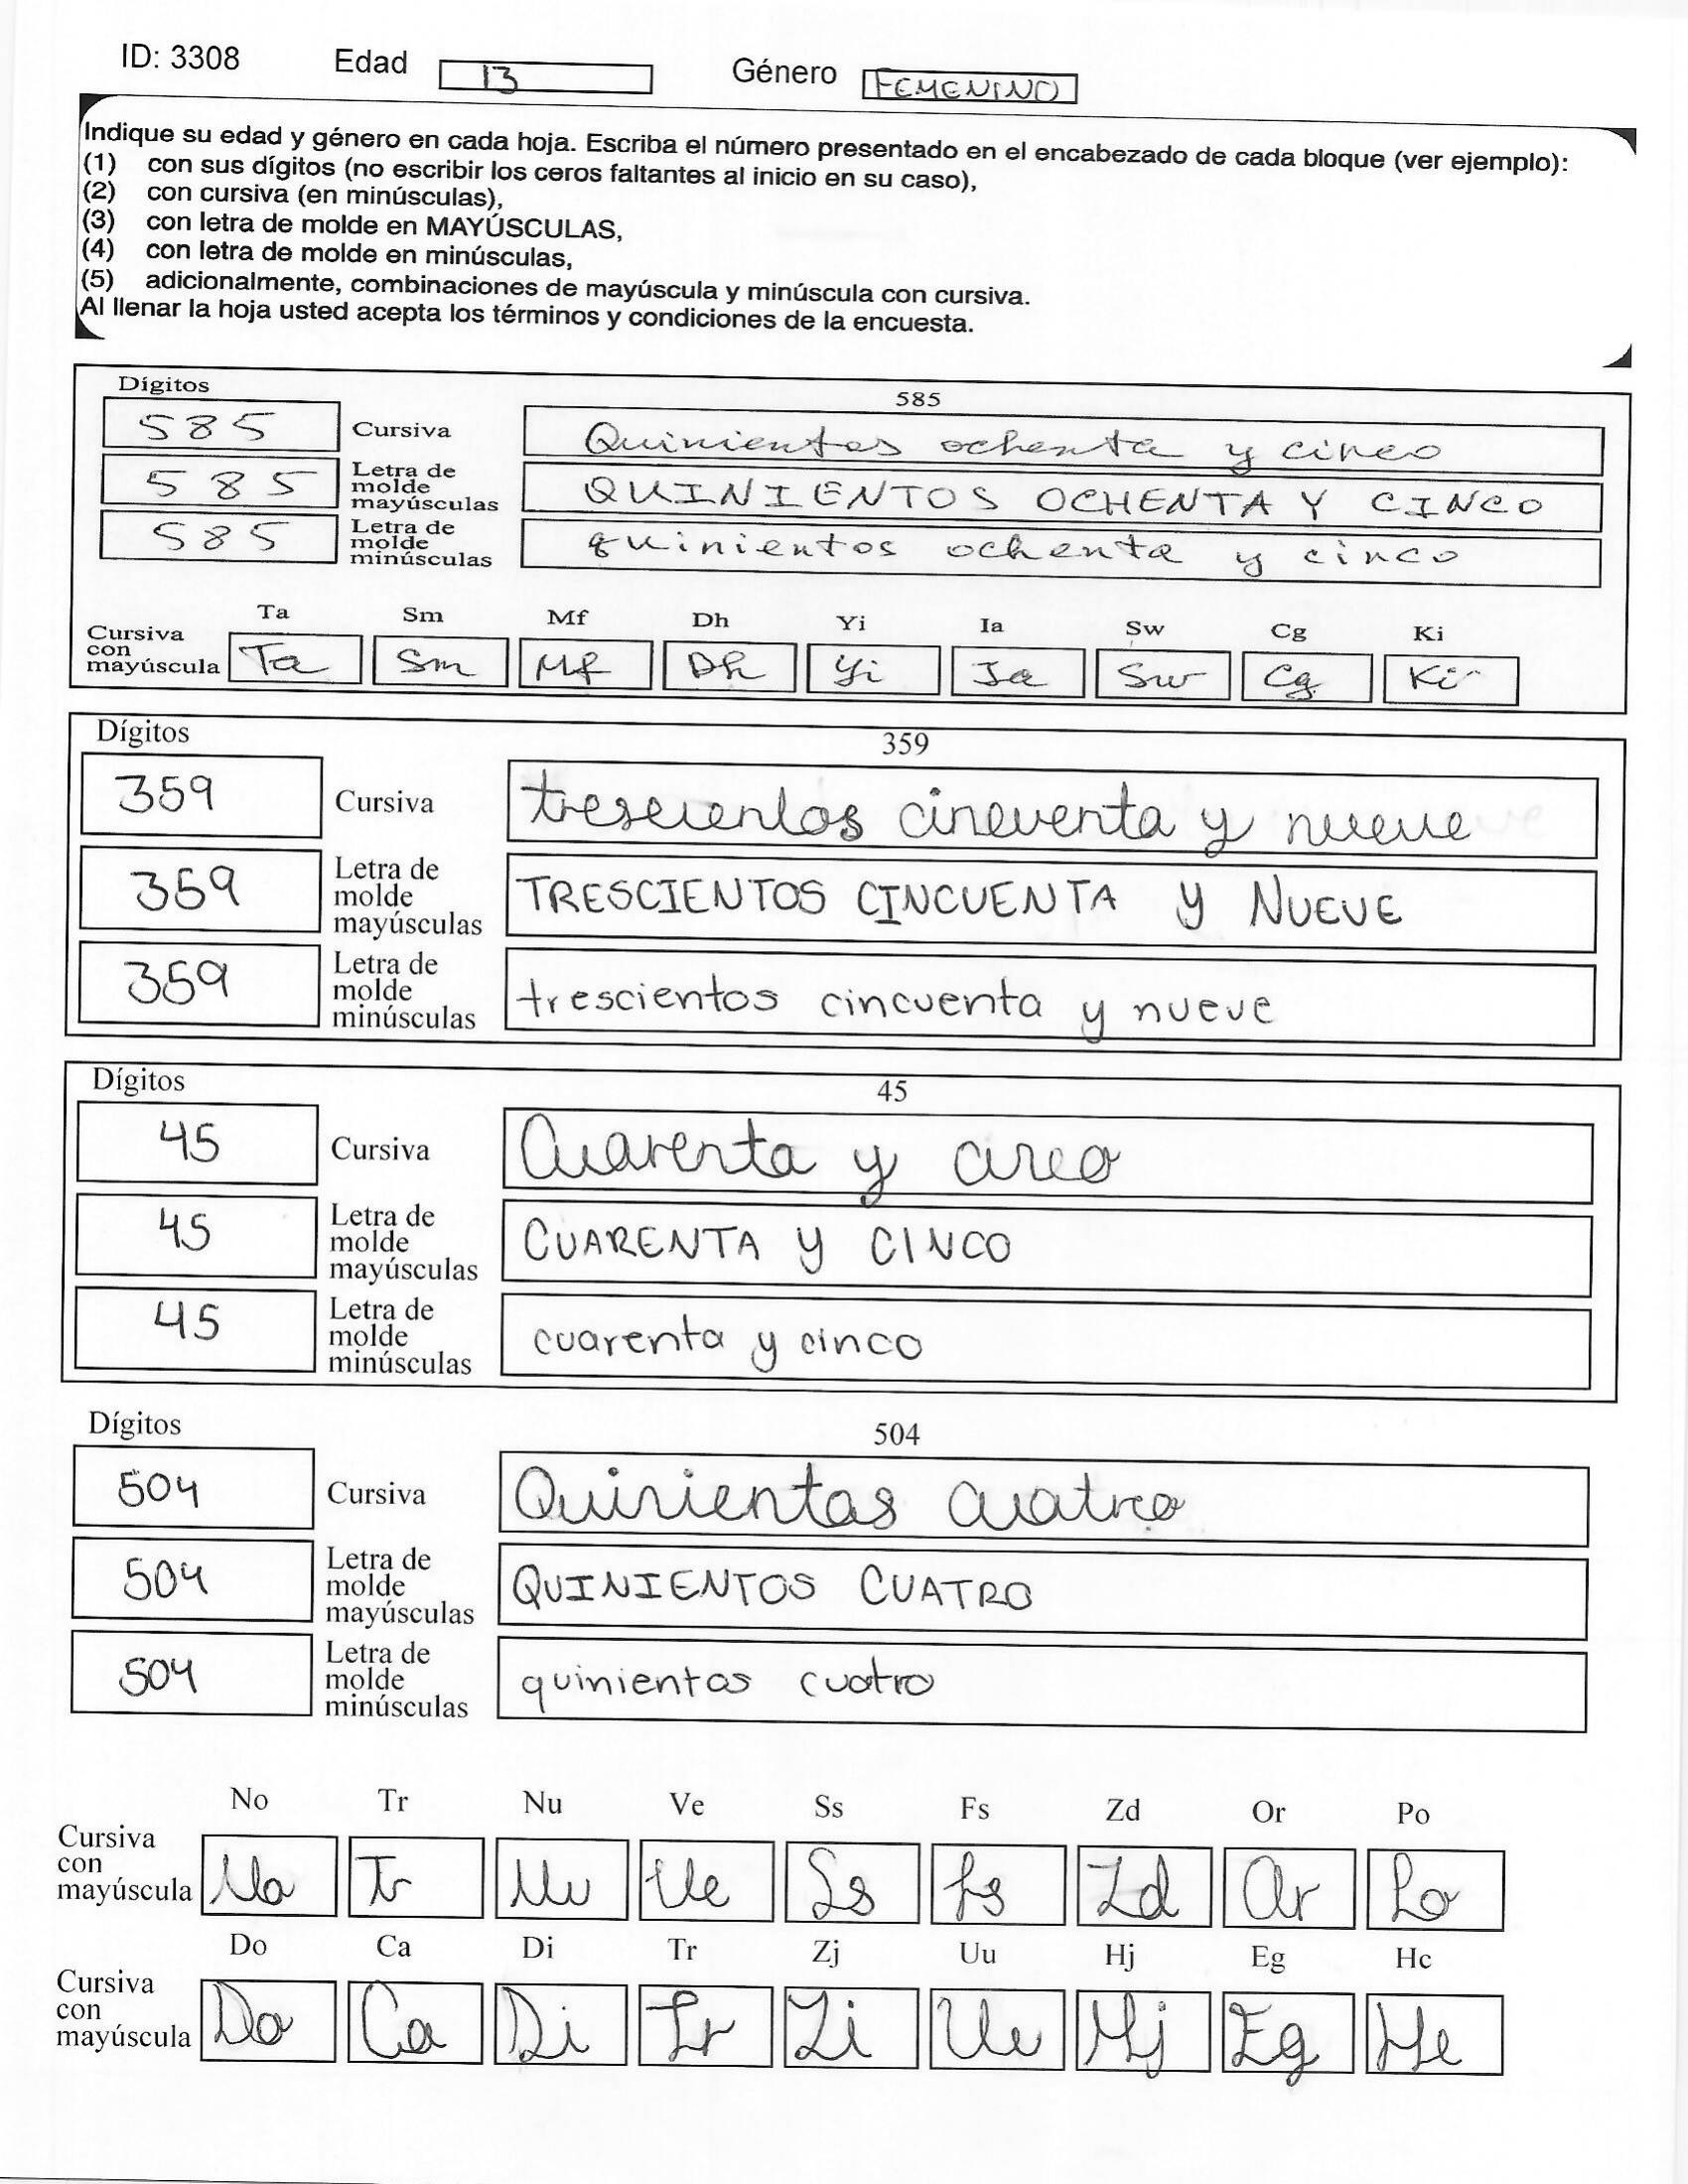 ID: 3308 Edad 13 Género FEMENINO
Indique su edad y género en cada hoja. Escriba el número presentado en el encabezado de cada bloque (ver ejemplo):
(1) con sus dígitos (no escribir los ceros faltantes al inicio en su caso),
(2) con cursiva (en minúsculas),
(3) con letra de molde en MAYÚSCULAS,
(4) con letra de molde en minúsculas,
(5) adicionalmente, combinaciones de mayúscula y minúscula con cursiva.
Al llenar la hoja usted acepta los términos y condiciones de la encuesta.
Dígitos 585
585 Cursiva Quinientos ochenta y cinco
585 Letra de molde mayúsculas QUINIENTOS OCHENTA Y CINCO
585 Letra de molde minúsculas quinientos ochenta y cinco
Ta Sm Mf Dh Yi Ia Sw Cg Ki
Cursiva con mayúscula Ta Sm Mf Dh Yi Ia Sw Cg Ki
Dígitos 359
359 Cursiva trescientos cincuenta y nueve
359 Letra de molde mayúsculas TRESCIENTOS CINCUENTA Y NUEVE
359 Letra de molde minúsculas trescientos cincuenta y nueve
Dígitos 45
45 Cursiva Cuarenta y cinco
45 Letra de molde mayúsculas CUARENTA Y CINCO
45 Letra de molde minúsculas cuarenta y cinco
Dígitos 504
504 Cursiva Quinientos cuatro
504 Letra de molde mayúsculas QUINIENTOS CUATRO
504 Letra de molde minúsculas quinientos cuatro
No Tr Nu Ve Ss Fs Zd Or Po
Cursiva con mayúscula No Tr Nu Ve Ss Fs Zd Or Po
Do Ca Di Tr Zj Uu Hj Eg Hc
Cursiva con mayúscula Do Ca Di Tr Zi Uu Hj Eg He